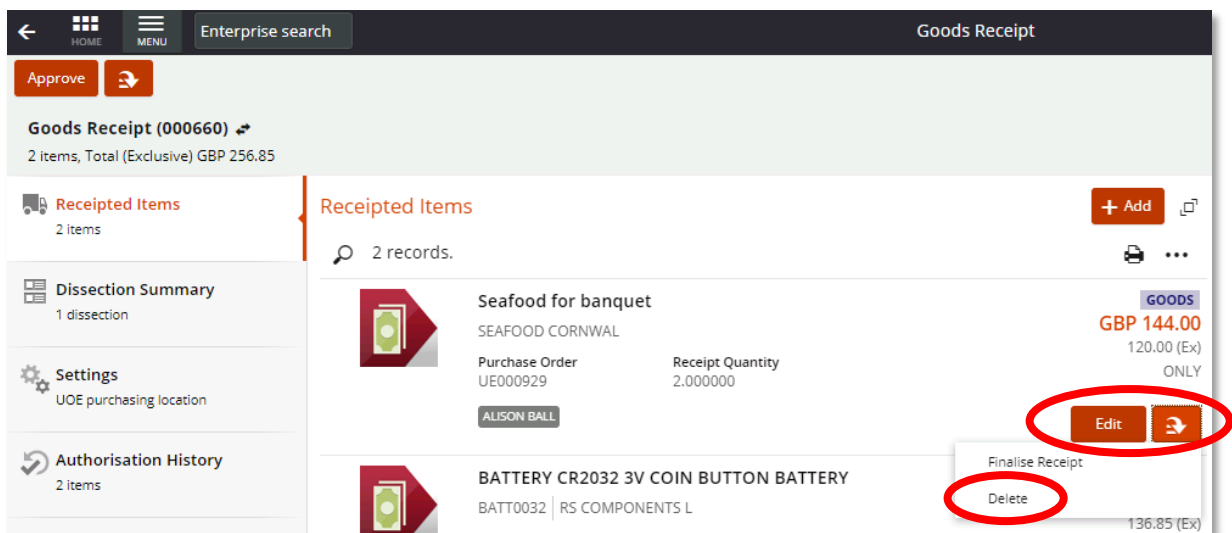 HOME
MENU
Enterprise search
Goods Receipt
Approve
Goods Receipt (000660)
2 items, Total (Exclusive) GBP 256.85
Receipted Items
2 items
Dissection Summary
1 dissection
Settings
UOE purchasing location
Authorisation History
2 items
Receipted Items
+ Add
2 records.
Seafood for banquet
GOODS
SEAFOOD CORNWAL
GBP 144.00
120.00 (Ex)
Purchase Order
Receipt Quantity
ONLY
UE000929
2.000000
ALISON BALL
Edit
Finalise Receipt
Delete
BATTERY CR2032 3V COIN BUTTON BATTERY
BATT0032 | RS COMPONENTS L
136.85 (Ex)